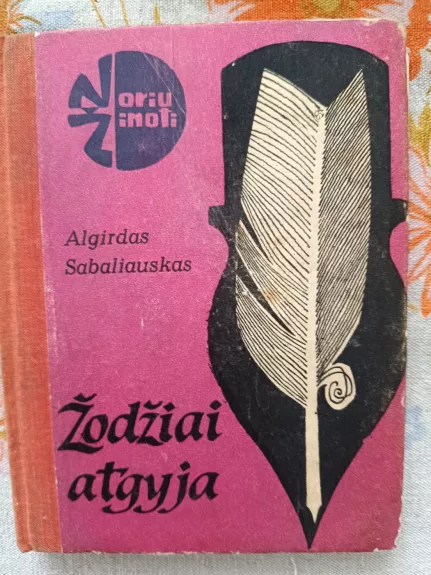 Noriu
Žinoti
Algirdas
Sabaliauskas
Žodžiai
atgyja